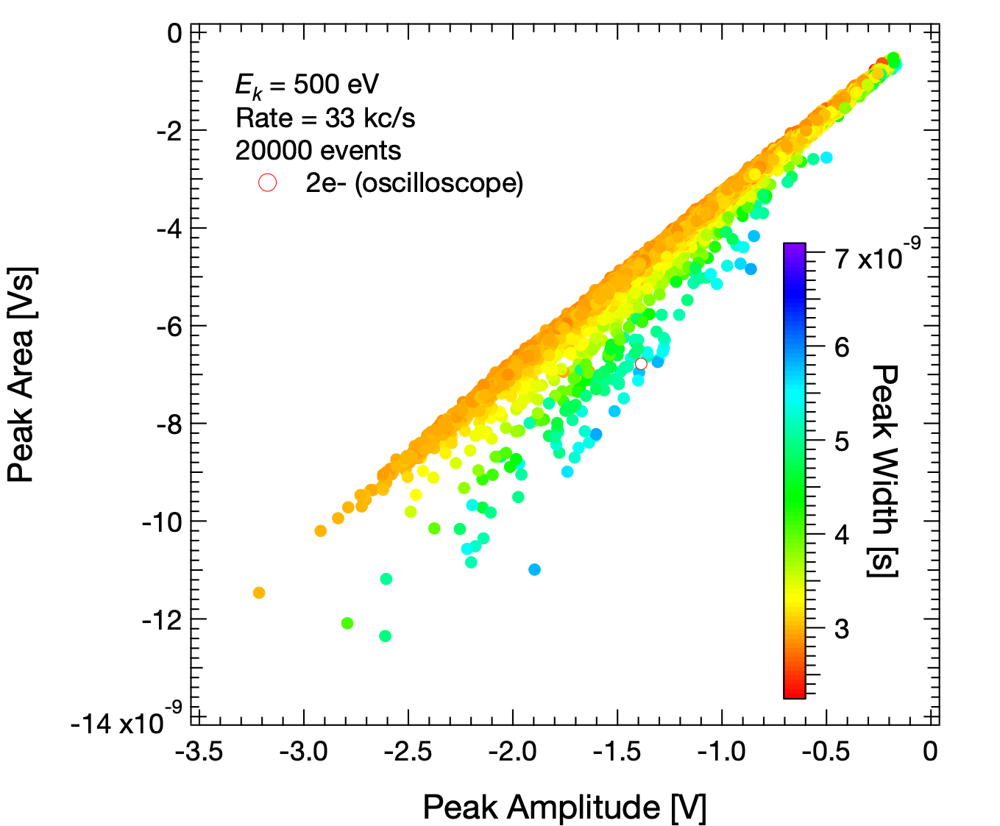 E_k = 500 eV
Rate = 33 kc/s
20000 events
2e- (oscilloscope)
0
-2
-4
-6
-8
-10
-12
-14 x10^-9
Peak Area [Vs]
-3.5 -3.0 -2.5 -2.0 -1.5 -1.0 -0.5 0
Peak Amplitude [V]
7 x10^-9
6
5
4
3
Peak Width [s]